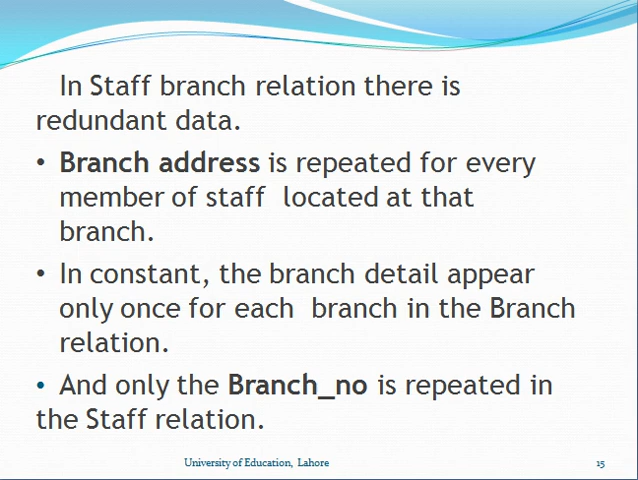 In Staff branch relation there is
redundant data.
• Branch address is repeated for every
member of staff located at that
branch.
• In constant, the branch detail appear
only once for each branch in the Branch
relation.
• And only the Branch_no is repeated in
the Staff relation.
University of Education, Lahore
15